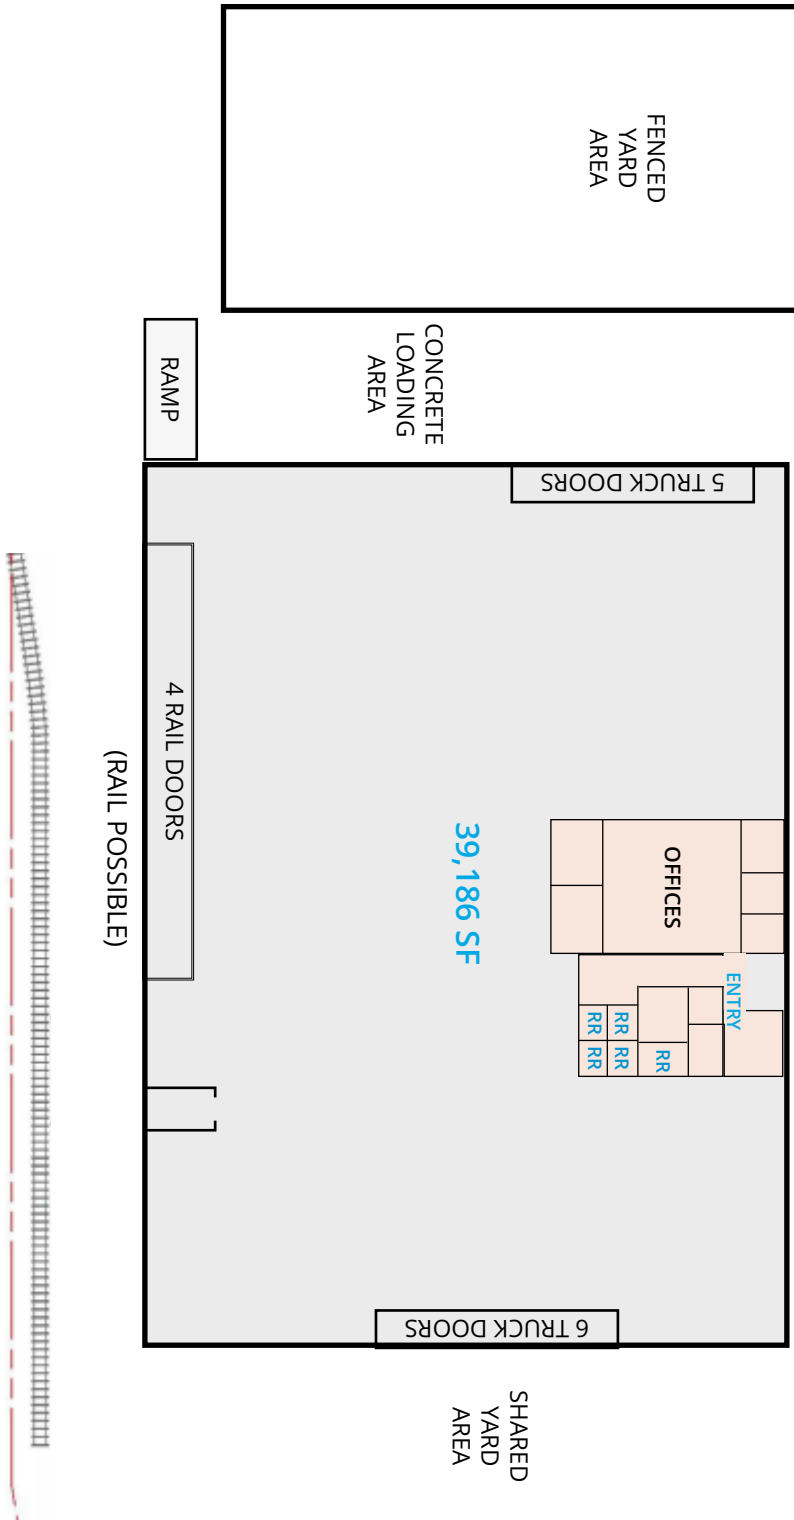 FENCED
YARD
AREA
CONCRETE
LOADING
AREA
RAMP
5 TRUCK DOORS
4 RAIL DOORS
(RAIL POSSIBLE)
39,186 SF
OFFICES
ENTRY
RR
RR
RR
RR
RR
6 TRUCK DOORS
SHARED
YARD
AREA